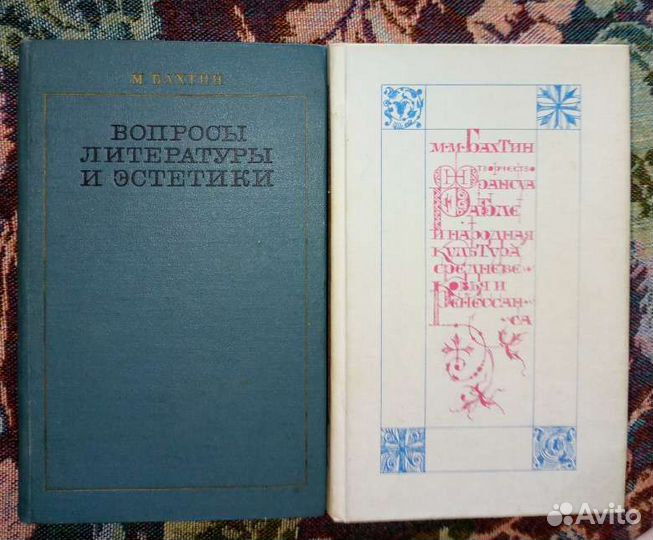 М. БАХТИН
ВОПРОСЫ
ЛИТЕРАТУРЫ
И ЭСТЕТИКИ
М·М·БАХТИН
ТВОРЧЕСТВО
ФРАНСУА
РАБЛЕ
И НАРОДНАЯ
КУЛЬТУРА
СРЕДНЕВЕ-
КОВЬЯ И
РЕНЕССАН-
СА
Avito